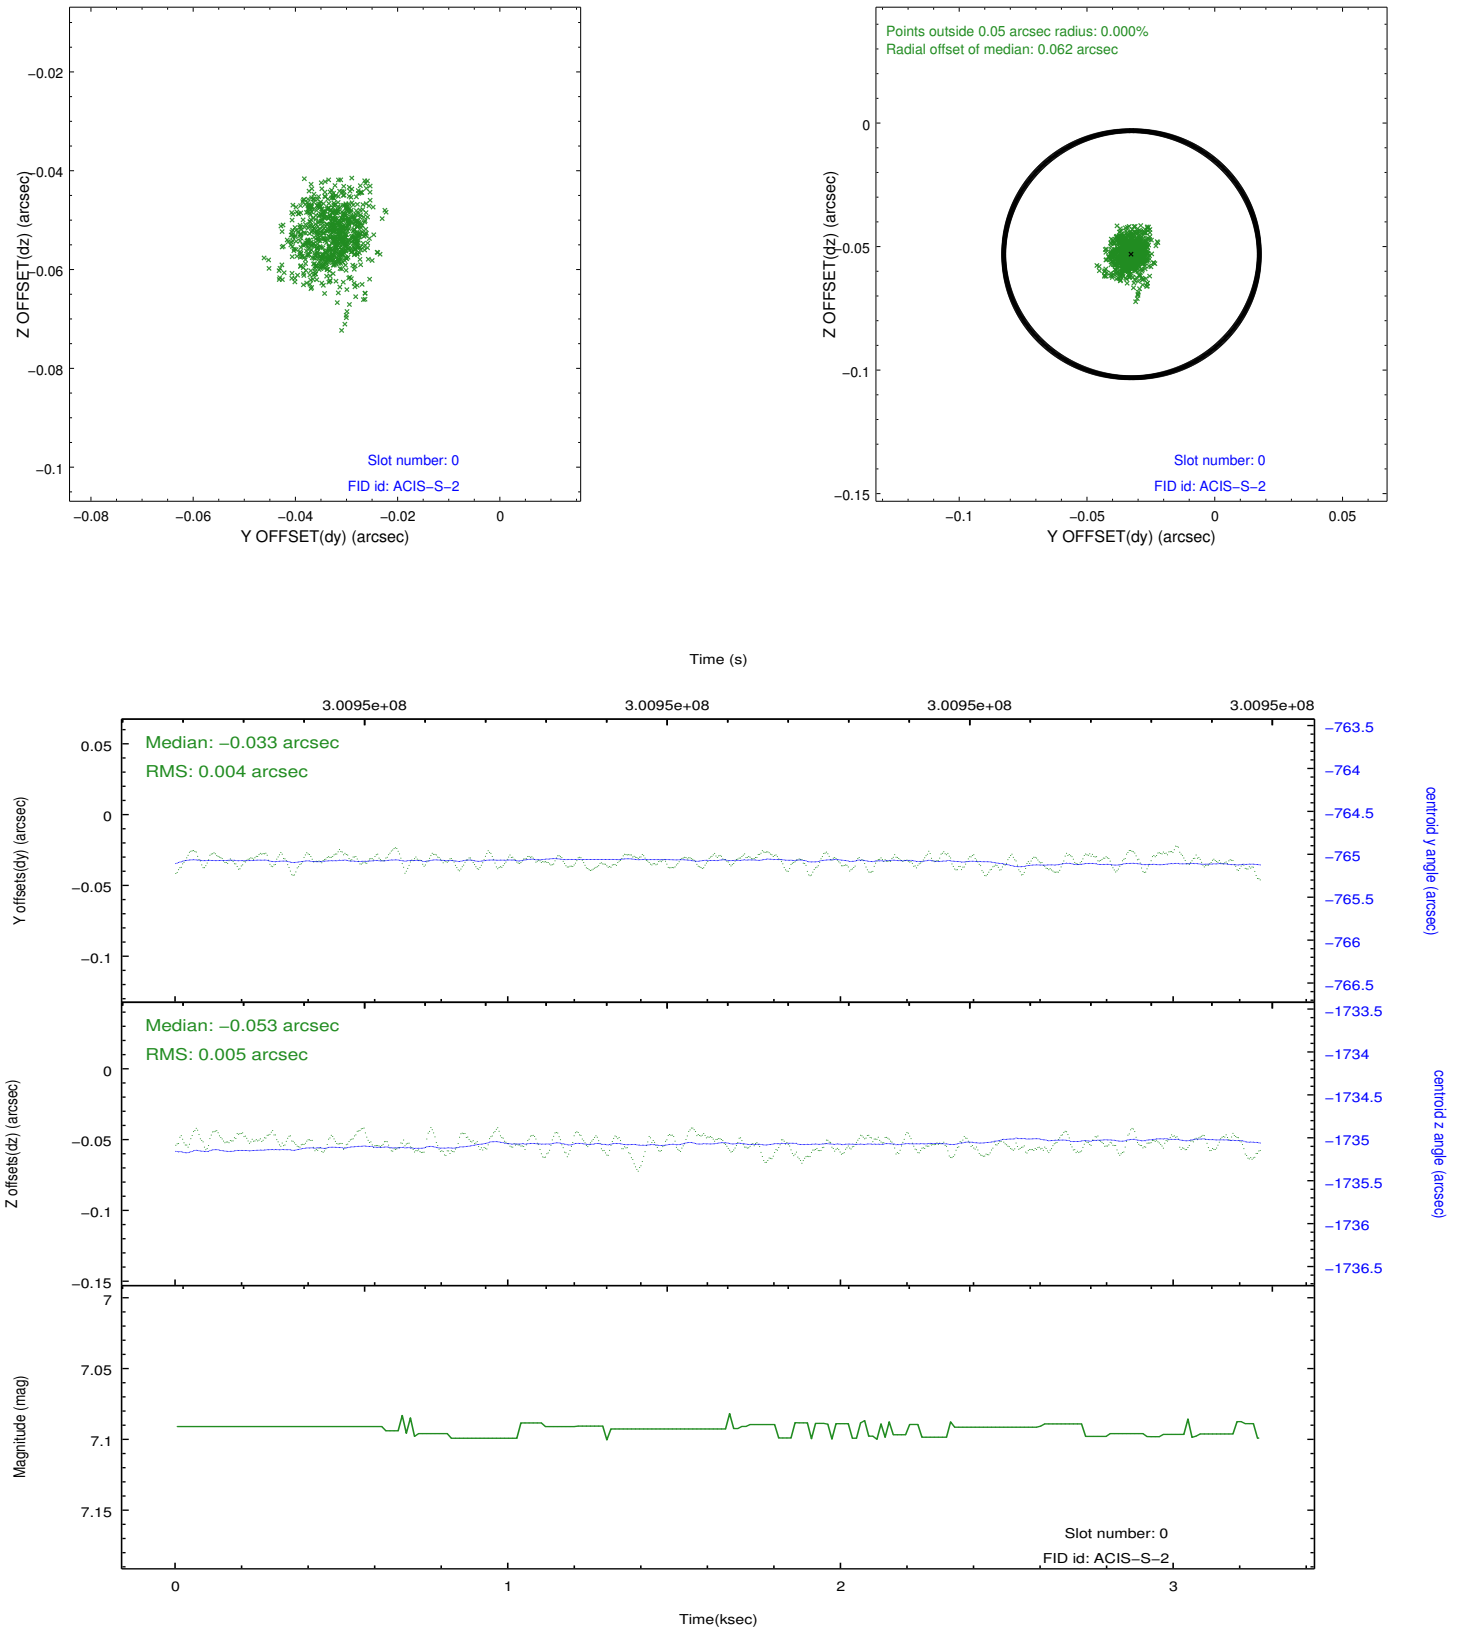 −0.02
−0.04
−0.06
−0.08
−0.1
Z OFFSET(dz) (arcsec)
Slot number: 0
FID id: ACIS−S−2
−0.08
−0.06
−0.04
−0.02
0
Y OFFSET(dy) (arcsec)
Points outside 0.05 arcsec radius: 0.000%
Radial offset of median: 0.062 arcsec
0
−0.05
−0.1
−0.15
Z OFFSET(dz) (arcsec)
Slot number: 0
FID id: ACIS−S−2
−0.1
−0.05
0
0.05
Y OFFSET(dy) (arcsec)
Time (s)
3.0095e+08
3.0095e+08
3.0095e+08
3.0095e+08
Median: −0.033 arcsec
RMS: 0.004 arcsec
0.05
0
−0.05
−0.1
Y offsets(dy) (arcsec)
−763.5
−764
−764.5
−765
−765.5
−766
−766.5
centroid y angle (arcsec)
Median: −0.053 arcsec
RMS: 0.005 arcsec
0
−0.05
−0.1
−0.15
Z offsets(dz) (arcsec)
−1733.5
−1734
−1734.5
−1735
−1735.5
−1736
−1736.5
centroid z angle (arcsec)
7
7.05
7.1
7.15
Magnitude (mag)
Slot number: 0
FID id: ACIS−S−2
0
1
2
3
Time(ksec)